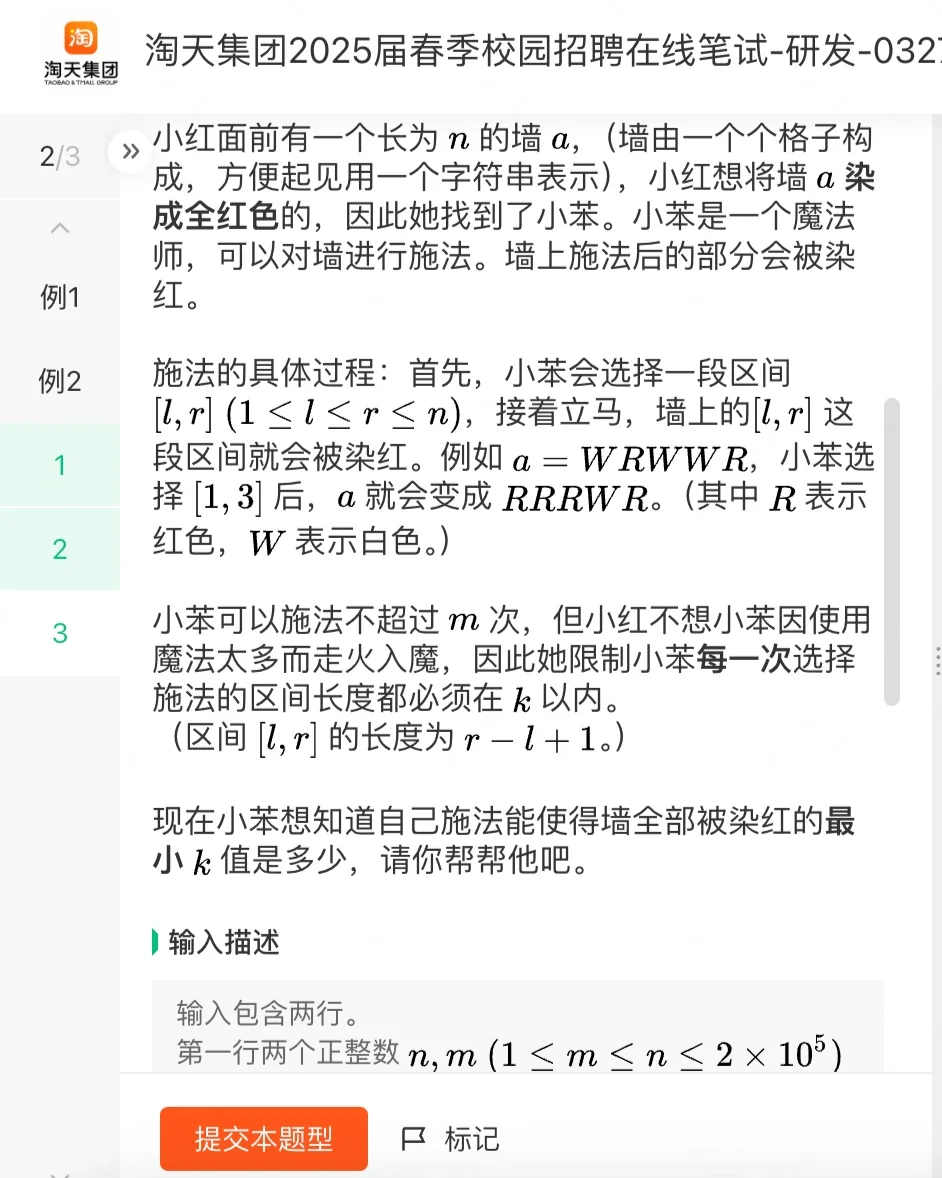 淘
淘天集团
TAOBAO & TMALL GROUP
淘天集团2025届春季校园招聘在线笔试-研发-0327
2/3
例1
例2
1
2
3
小红面前有一个长为 n 的墙 a，（墙由一个个格子构
成，方便起见用一个字符串表示），小红想将墙 a 染
成全红色的，因此她找到了小苯。小苯是一个魔法
师，可以对墙进行施法。墙上施法后的部分会被染
红。
施法的具体过程：首先，小苯会选择一段区间
[l, r] (1 ≤ l ≤ r ≤ n)，接着立马，墙上的[l, r] 这
段区间就会被染红。例如 a = WRWWR，小苯选
择 [1, 3] 后，a 就会变成 RRRWR。（其中 R 表示
红色，W 表示白色。）
小苯可以施法不超过 m 次，但小红不想小苯因使用
魔法太多而走火入魔，因此她限制小苯每一次选择
施法的区间长度都必须在 k 以内。
（区间 [l, r] 的长度为 r − l + 1。）
现在小苯想知道自己施法能使得墙全部被染红的最
小 k 值是多少，请你帮帮他吧。
输入描述
输入包含两行。
第一行两个正整数 n, m (1 ≤ m ≤ n ≤ 2 × 10⁵)
提交本题型
标记